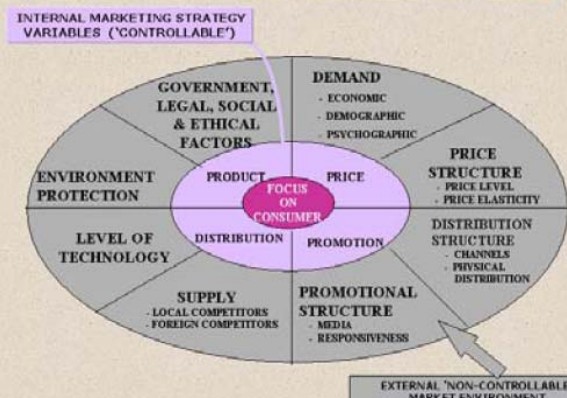 INTERNAL MARKETING STRATEGY
VARIABLES ('CONTROLLABLE')
GOVERNMENT,
LEGAL, SOCIAL
& ETHICAL
FACTORS
DEMAND
- ECONOMIC
- DEMOGRAPHIC
- PSYCHOGRAPHIC
PRICE
STRUCTURE
- PRICE LEVEL
- PRICE ELASTICITY
ENVIRONMENT
PROTECTION
PRODUCT
PRICE
FOCUS
ON
CONSUMER
DISTRIBUTION
PROMOTION
LEVEL OF
TECHNOLOGY
DISTRIBUTION
STRUCTURE
- CHANNELS
- PHYSICAL
DISTRIBUTION
SUPPLY
- LOCAL COMPETITORS
- FOREIGN COMPETITORS
PROMOTIONAL
STRUCTURE
- MEDIA
- RESPONSIVENESS
EXTERNAL 'NON-CONTROLLABLE'
MARKET ENVIRONMENT